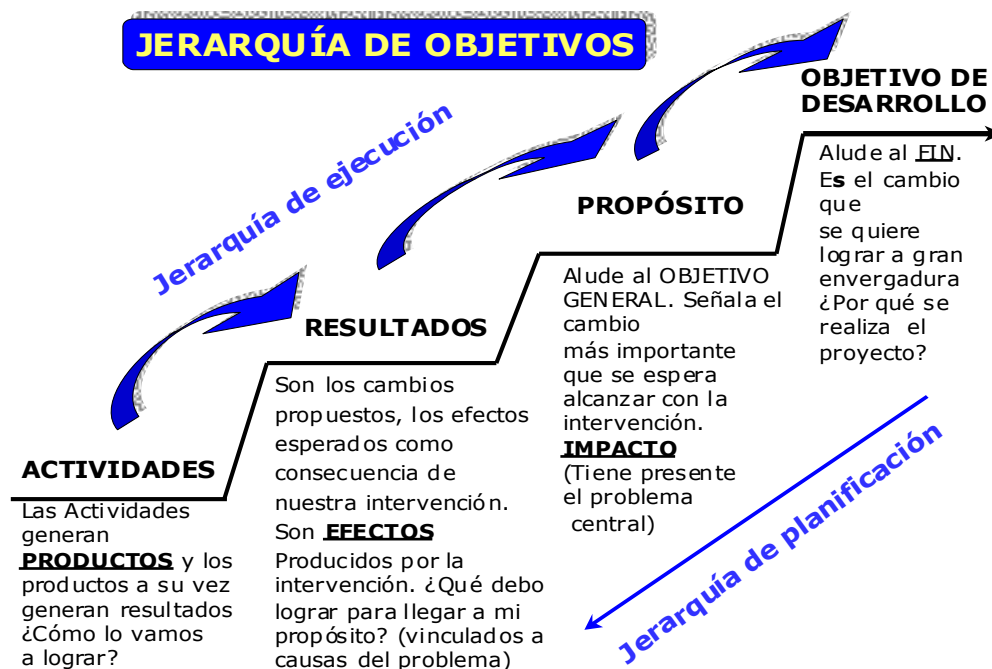 JERARQUÍA DE OBJETIVOS
Jerarquía de ejecución
ACTIVIDADES
Las Actividades
generan
PRODUCTOS y los
productos a su vez
generan resultados
¿Cómo lo vamos
a lograr?
RESULTADOS
Son los cambios
propuestos, los efectos
esperados como
consecuencia de
nuestra intervención.
Son EFECTOS
Producidos por la
intervención. ¿Qué debo
lograr para llegar a mi
propósito? (vinculados a
causas del problema)
PROPÓSITO
Alude al OBJETIVO
GENERAL. Señala el
cambio
más importante
que se espera
alcanzar con la
intervención.
IMPACTO
(Tiene presente
el problema
central)
OBJETIVO DE
DESARROLLO
Alude al FIN.
Es el cambio
que
se quiere
lograr a gran
envergadura
¿Por qué se
realiza el
proyecto?
Jerarquía de planificación